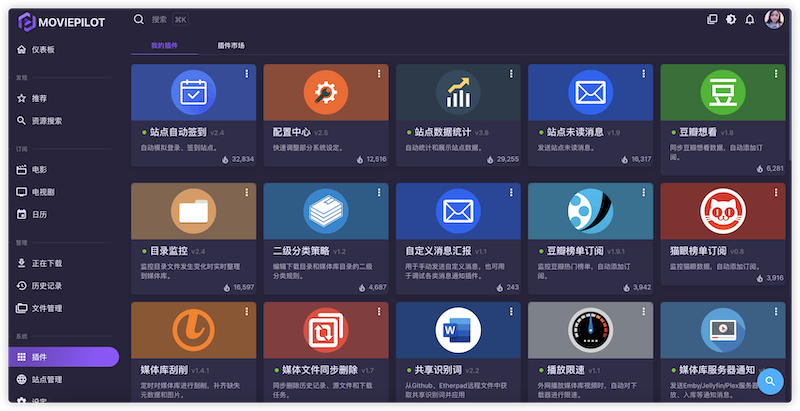 MOVIEPILOT
搜索 ⌘K
仪表板
发现
推荐
资源搜索
订阅
电影
电视剧
日历
管理
正在下载
历史记录
文件管理
系统
插件
站点管理
设定
我的插件 插件市场
站点自动签到 v2.4
自动模拟登录、签到站点。
32,834
配置中心 v2.6
快速调整部分系统设定。
12,516
站点数据统计 v3.8
自动统计和展示站点数据。
29,255
站点未读消息 v1.9
发送站点未读消息。
16,317
豆
豆瓣想看 v1.8
同步豆瓣想看数据，自动添加订
阅。
6,281
目录监控 v2.4
监控目录文件发生变化时实时整理
到媒体库。
16,597
二级分类策略 v1.2
编辑下载目录和媒体库目录的二级
分类规则。
4,687
自定义消息汇报 v1.1
用于手动发送自定义消息，也可用
于调试各类消息通知插件。
243
豆瓣榜单订阅 v1.9.1
监控豆瓣热门榜单，自动添加订
阅。
3,942
猫眼榜单订阅 v0.8
监控猫眼数据，自动添加订阅。
3,916
媒体库刮削 v1.4.1
定时对媒体库进行刮削，补齐缺失
元数据和图片。
媒体文件同步删除 v1.7
同步删除历史记录、源文件和下载
任务。
W
共享识别词 v2.2
从Github、Etherpad远程文件中获
取共享识别词并应用
播放限速 v1.1
外网播放媒体库视频时，自动对下
载器进行限速。
媒体库服务器通知
发送Emby/Jellyfin/Plex服务器
放、入库等通知消息。